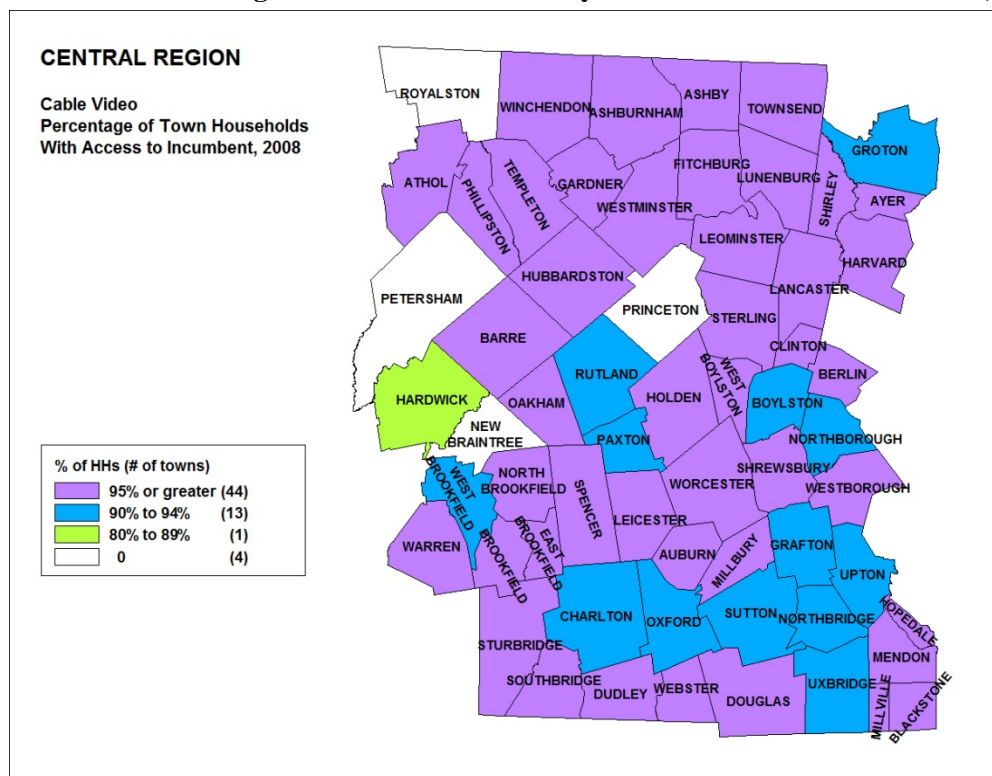 CENTRAL REGION
Cable Video
Percentage of Town Households
With Access to Incumbent, 2008
ROYALSTON
WINCHENDON
ASHBURNHAM
ASHBY
TOWNSEND
GROTON
ATHOL
PHILLIPSTON
TEMPLETON
GARDNER
WESTMINSTER
FITCHBURG
LUNENBURG
SHIRLEY
AYER
HARVARD
LEOMINSTER
LANCASTER
HUBBARDSTON
PETERSHAM
PRINCETON
STERLING
BARRE
CLINTON
BERLIN
RUTLAND
HOLDEN
WEST
BOYLSTON
BOYLSTON
HARDWICK
OAKHAM
NEW
BRAINTREE
PAXTON
NORTHBOROUGH
SHREWSBURY
WESTBOROUGH
WEST
BROOKFIELD
NORTH
BROOKFIELD
SPENCER
LEICESTER
WORCESTER
WARREN
BROOKFIELD
EAST
BROOKFIELD
AUBURN
MILLBURY
GRAFTON
UPTON
CHARLTON
OXFORD
SUTTON
NORTHBRIDGE
HOPEDALE
STURBRIDGE
SOUTHBRIDGE
DUDLEY
WEBSTER
DOUGLAS
UXBRIDGE
MENDON
MILLVILLE
BLACKSTONE
% of HHs (# of towns)
95% or greater (44)
90% to 94% (13)
80% to 89% (1)
0 (4)